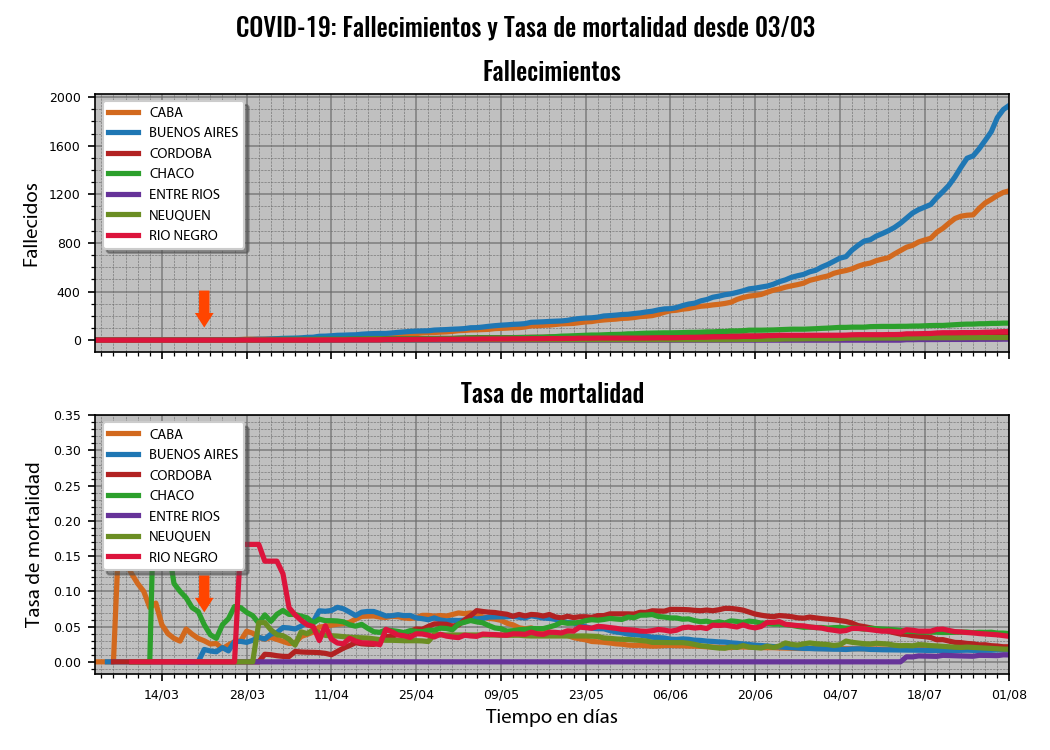 COVID-19: Fallecimientos y Tasa de mortalidad desde 03/03
Fallecimientos
2000
1600
1200
800
400
0
Fallecidos
CABA
BUENOS AIRES
CORDOBA
CHACO
ENTRE RIOS
NEUQUEN
RIO NEGRO
Tasa de mortalidad
0.35
0.30
0.25
0.20
0.15
0.10
0.05
0.00
Tasa de mortalidad
CABA
BUENOS AIRES
CORDOBA
CHACO
ENTRE RIOS
NEUQUEN
RIO NEGRO
14/03 28/03 11/04 25/04 09/05 23/05 06/06 20/06 04/07 18/07 01/08
Tiempo en días